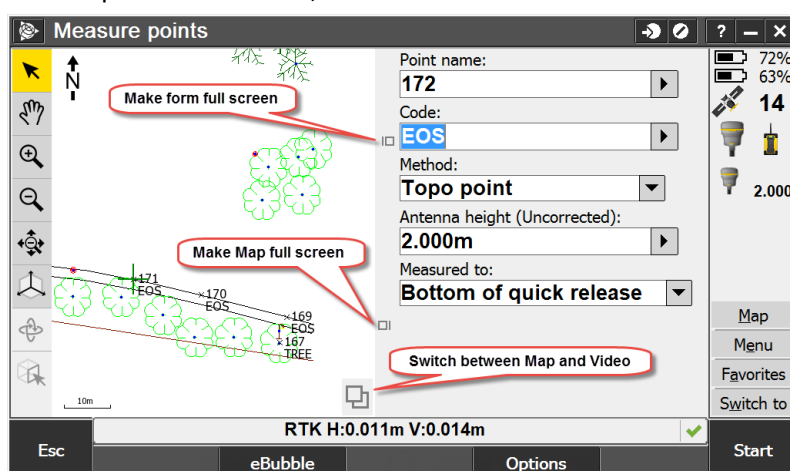 Measure points
?
N
Make form full screen
Make Map full screen
Switch between Map and Video
171
EOS
170
EOS
169
EOS
167
TREE
10m
Point name:
172
Code:
EOS
Method:
Topo point
Antenna height (Uncorrected):
2.000m
Measured to:
Bottom of quick release
72%
63%
14
2.000
Map
Menu
Favorites
Switch to
RTK H:0.011m V:0.014m
Esc
eBubble
Options
Start